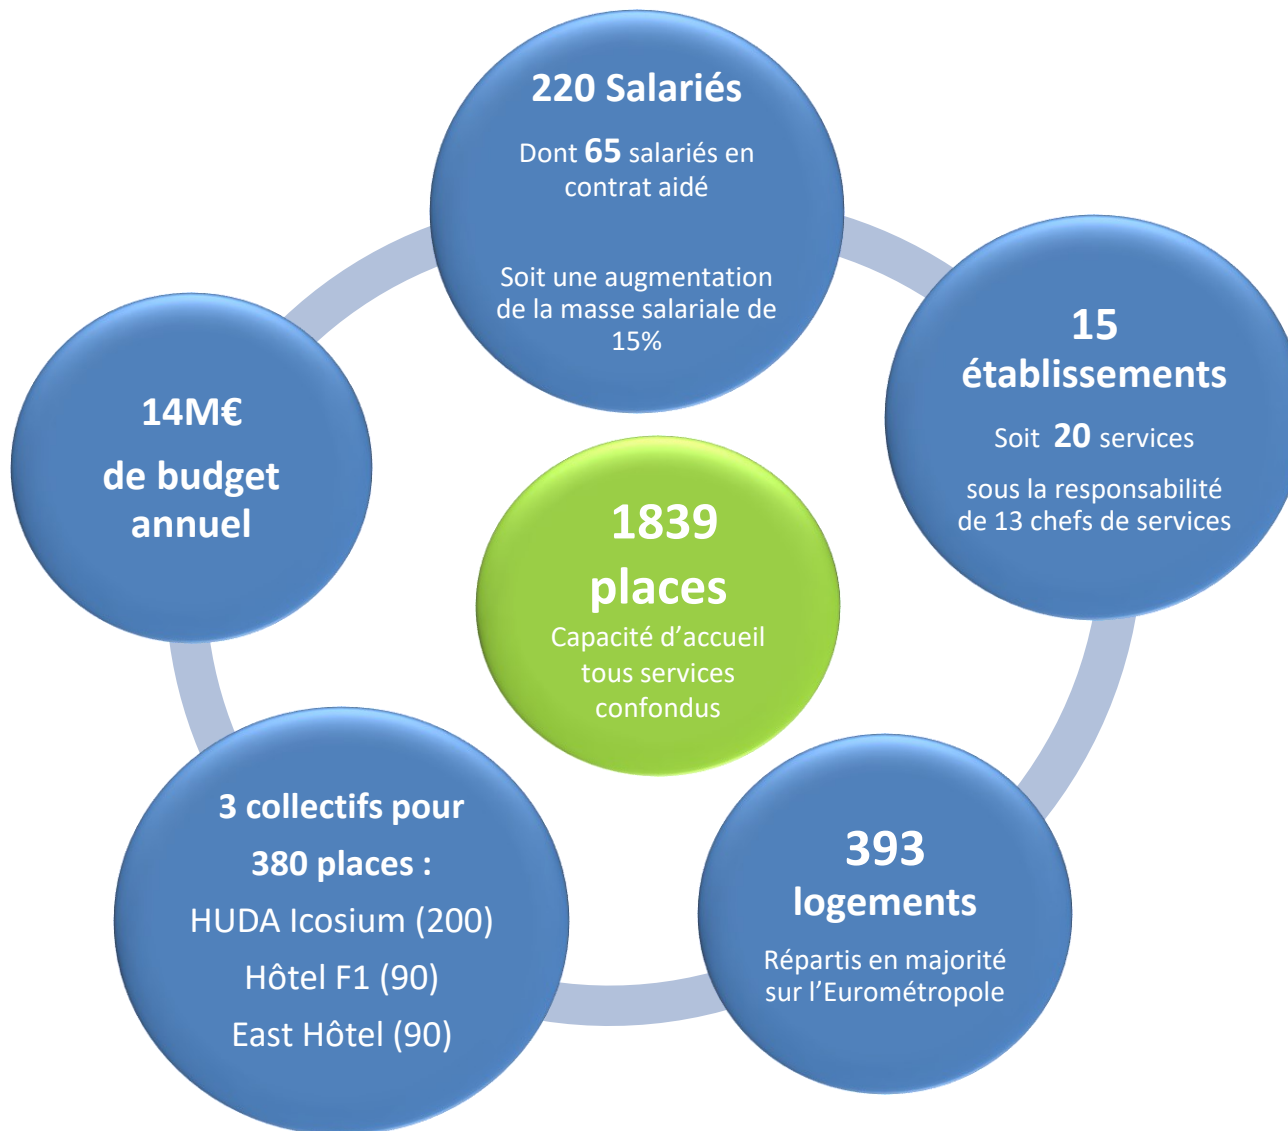 220 Salariés
Dont 65 salariés en
contrat aidé
Soit une augmentation
de la masse salariale de
15%
15
établissements
Soit 20 services
sous la responsabilité
de 13 chefs de services
14M€
de budget
annuel
1839
places
Capacité d’accueil
tous services
confondus
3 collectifs pour
380 places :
HUDA Icosium (200)
Hôtel F1 (90)
East Hôtel (90)
393
logements
Répartis en majorité
sur l’Eurométropole